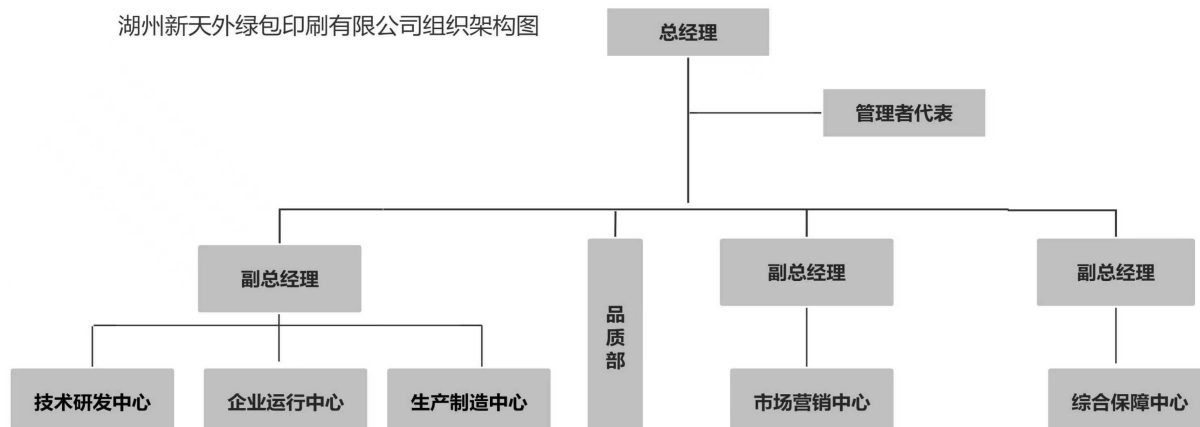 湖州新天外绿包印刷有限公司组织架构图
总经理
管理者代表
副总经理
品质部
副总经理
副总经理
技术研发中心
企业运行中心
生产制造中心
市场营销中心
综合保障中心